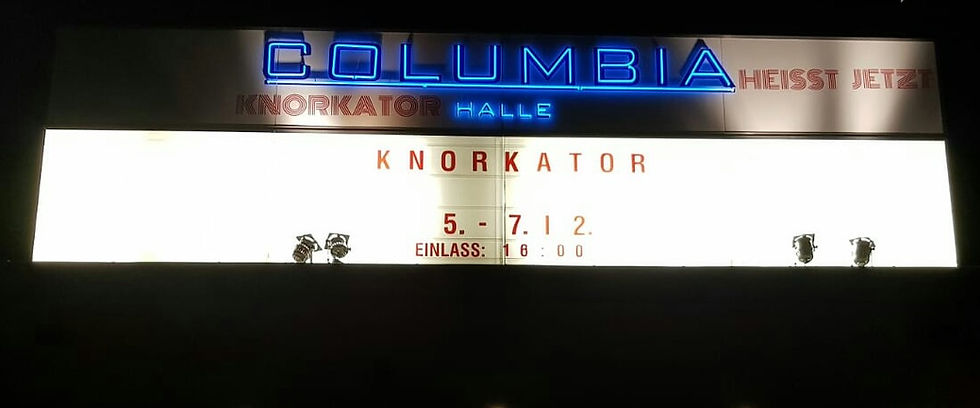 COLUMBIA HEISST JETZT
KNORKATOR HALLE
KNORKATOR
5. - 7. 12.
EINLASS: 16:00